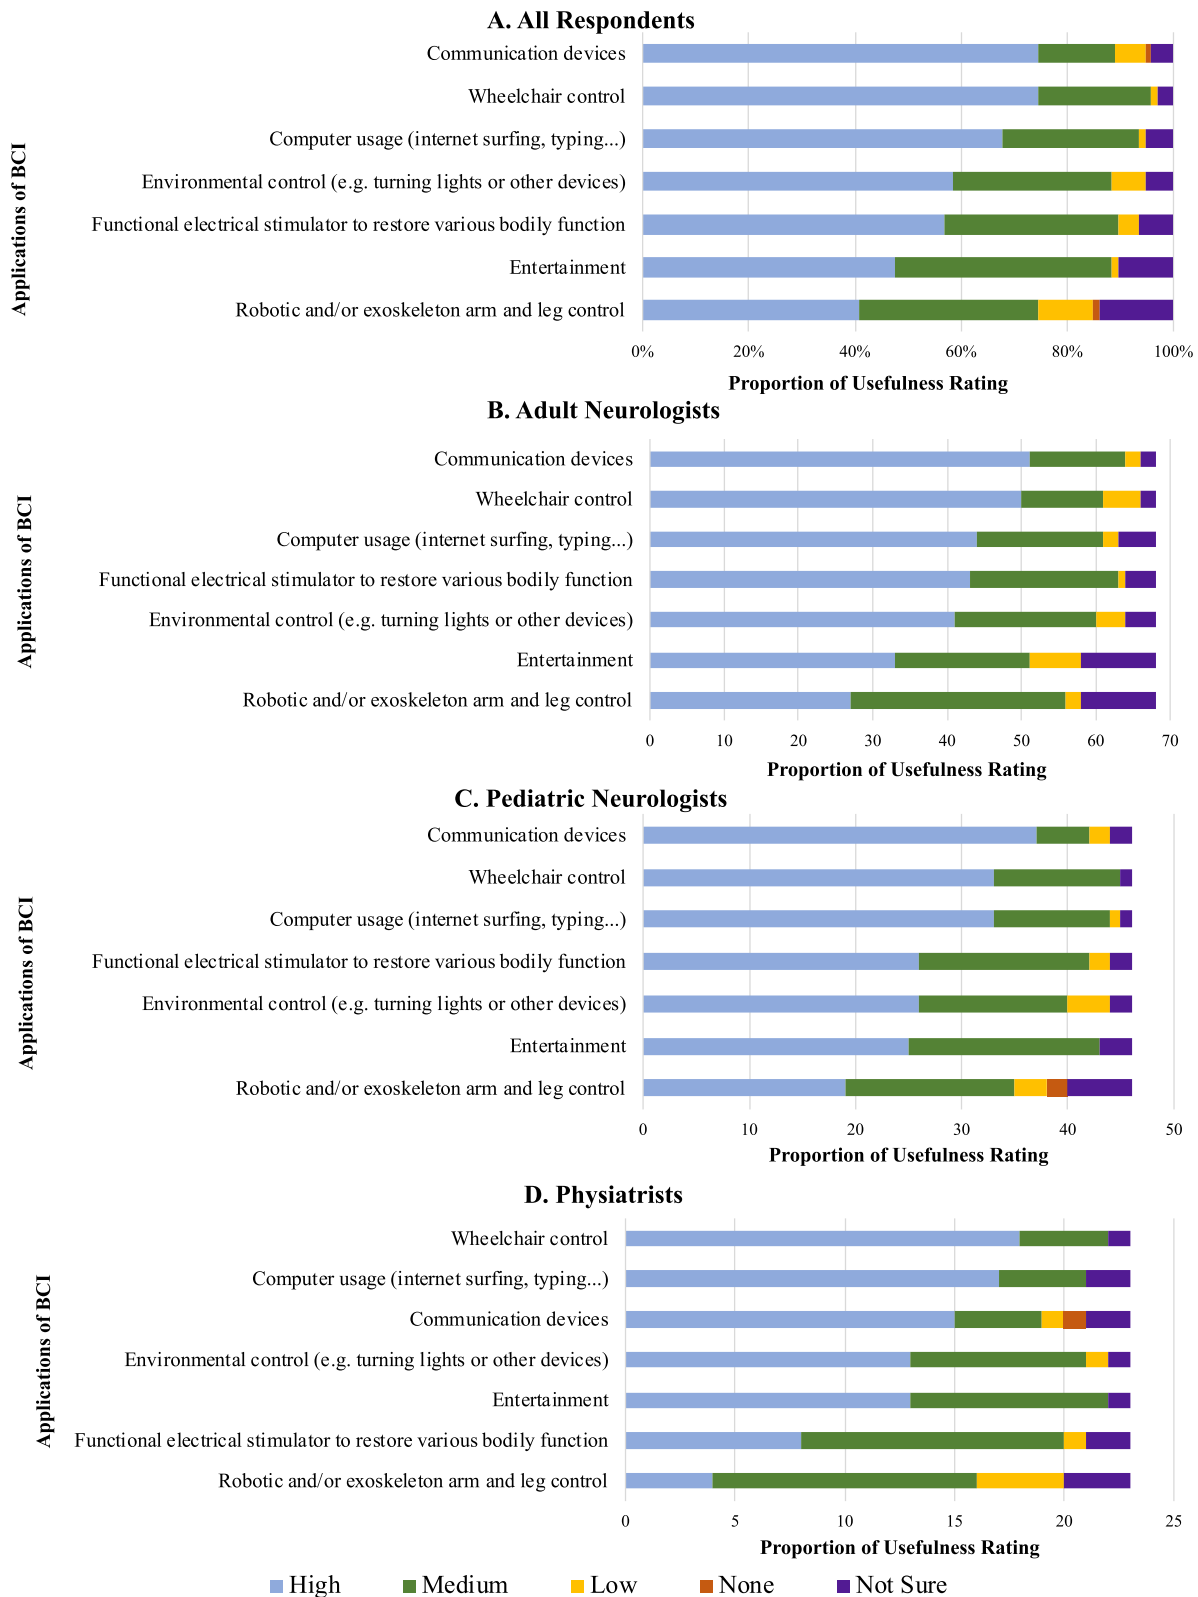 A. All Respondents
Applications of BCI
Communication devices
Wheelchair control
Computer usage (internet surfing, typing...)
Environmental control (e.g. turning lights or other devices)
Functional electrical stimulator to restore various bodily function
Entertainment
Robotic and/or exoskeleton arm and leg control
0% 20% 40% 60% 80% 100%
Proportion of Usefulness Rating
B. Adult Neurologists
Applications of BCI
Communication devices
Wheelchair control
Computer usage (internet surfing, typing...)
Functional electrical stimulator to restore various bodily function
Environmental control (e.g. turning lights or other devices)
Entertainment
Robotic and/or exoskeleton arm and leg control
0 10 20 30 40 50 60 70
Proportion of Usefulness Rating
C. Pediatric Neurologists
Applications of BCI
Communication devices
Wheelchair control
Computer usage (internet surfing, typing...)
Functional electrical stimulator to restore various bodily function
Environmental control (e.g. turning lights or other devices)
Entertainment
Robotic and/or exoskeleton arm and leg control
0 10 20 30 40 50
Proportion of Usefulness Rating
D. Physiatrists
Applications of BCI
Wheelchair control
Computer usage (internet surfing, typing...)
Communication devices
Environmental control (e.g. turning lights or other devices)
Entertainment
Functional electrical stimulator to restore various bodily function
Robotic and/or exoskeleton arm and leg control
0 5 10 15 20 25
Proportion of Usefulness Rating
High Medium Low None Not Sure